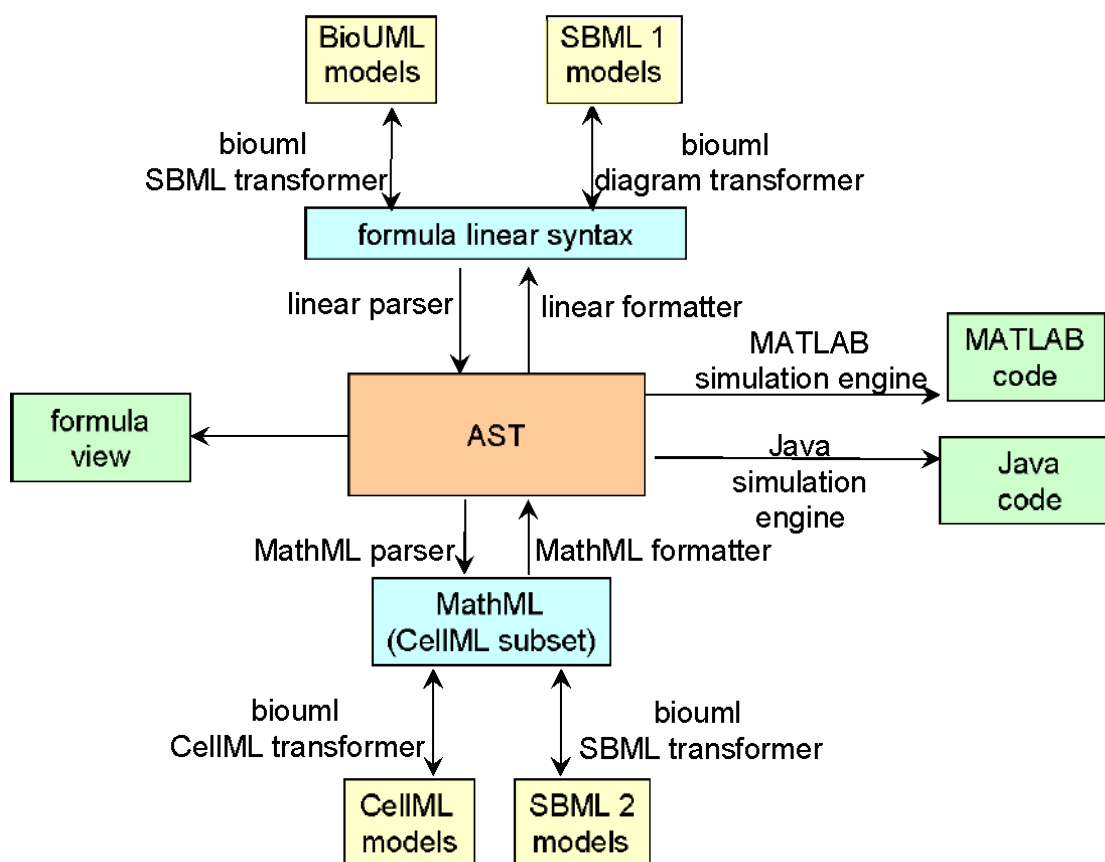 BioUML
models
SBML 1
models
biouml
SBML transformer
biouml
diagram transformer
formula linear syntax
linear parser
linear formatter
MATLAB
simulation engine
MATLAB
code
formula
view
AST
Java
simulation
engine
Java
code
MathML parser
MathML formatter
MathML
(CellML subset)
biouml
CellML transformer
biouml
SBML transformer
CellML
models
SBML 2
models